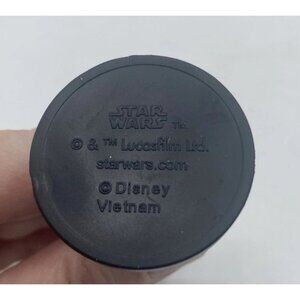 STAR
WARS TM
© & ™ Lucasfilm Ltd.
starwars.com
© Disney
Vietnam